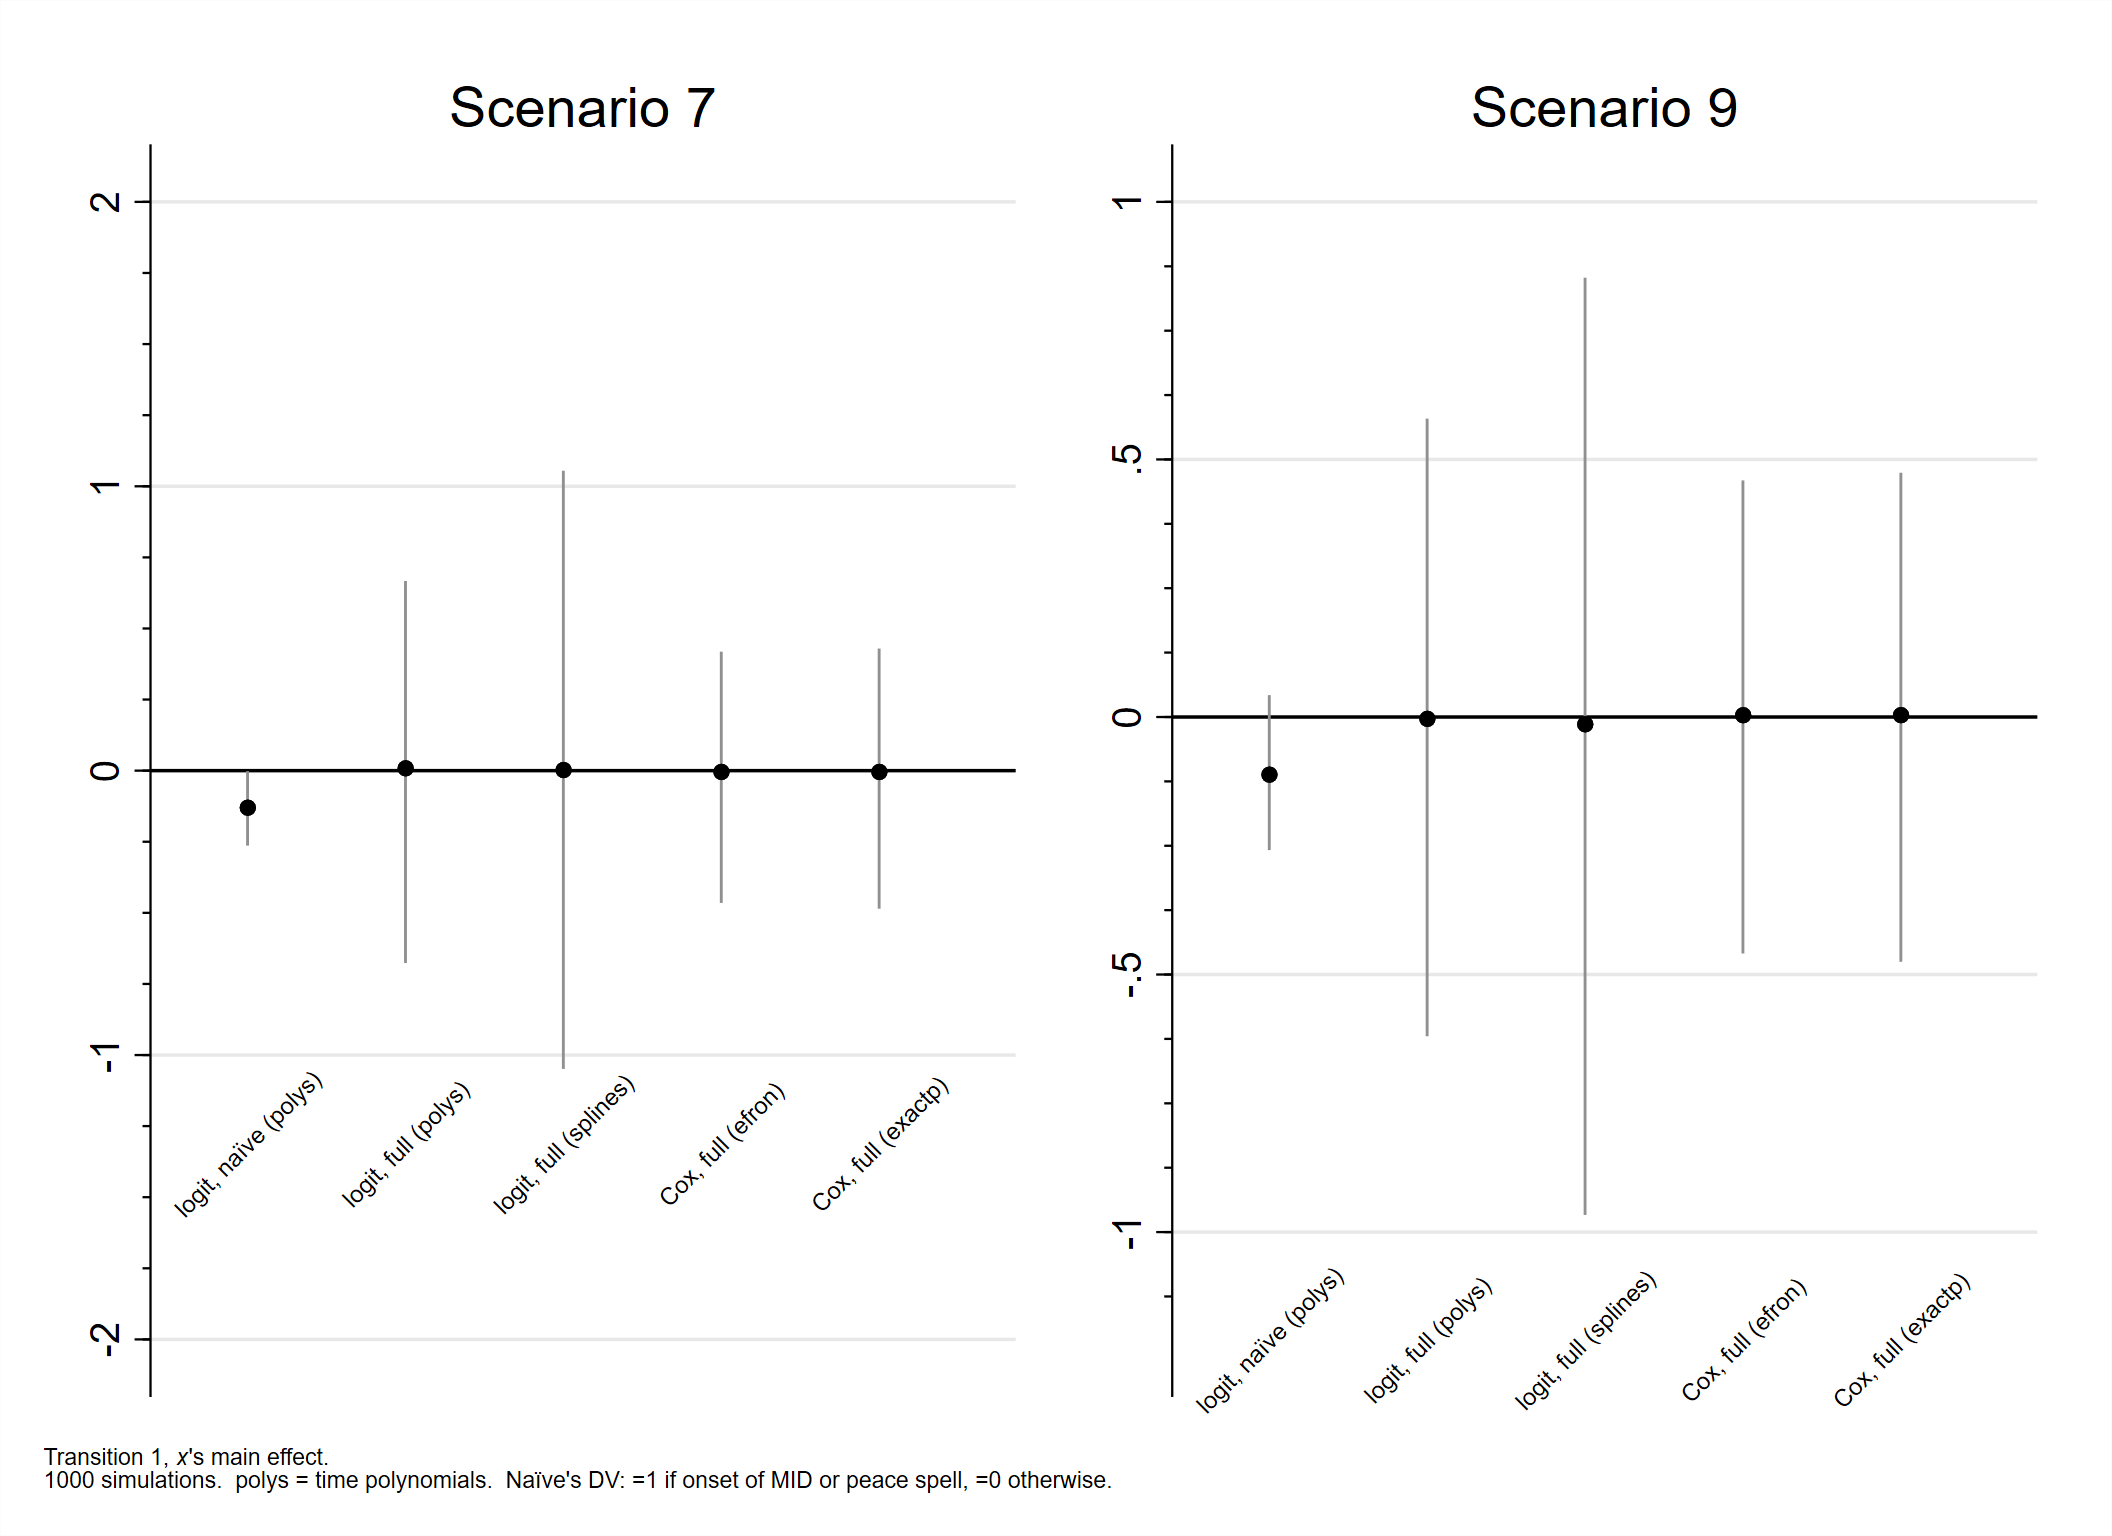 Scenario 7
2
1
0
-1
-2
logit, naïve (polys)
logit, full (polys)
logit, full (splines)
Cox, full (efron)
Cox, full (exactp)
Scenario 9
1
.5
0
-.5
-1
logit, naïve (polys)
logit, full (polys)
logit, full (splines)
Cox, full (efron)
Cox, full (exactp)
Transition 1, x's main effect.
1000 simulations.  polys = time polynomials.  Naïve's DV: =1 if onset of MID or peace spell, =0 otherwise.